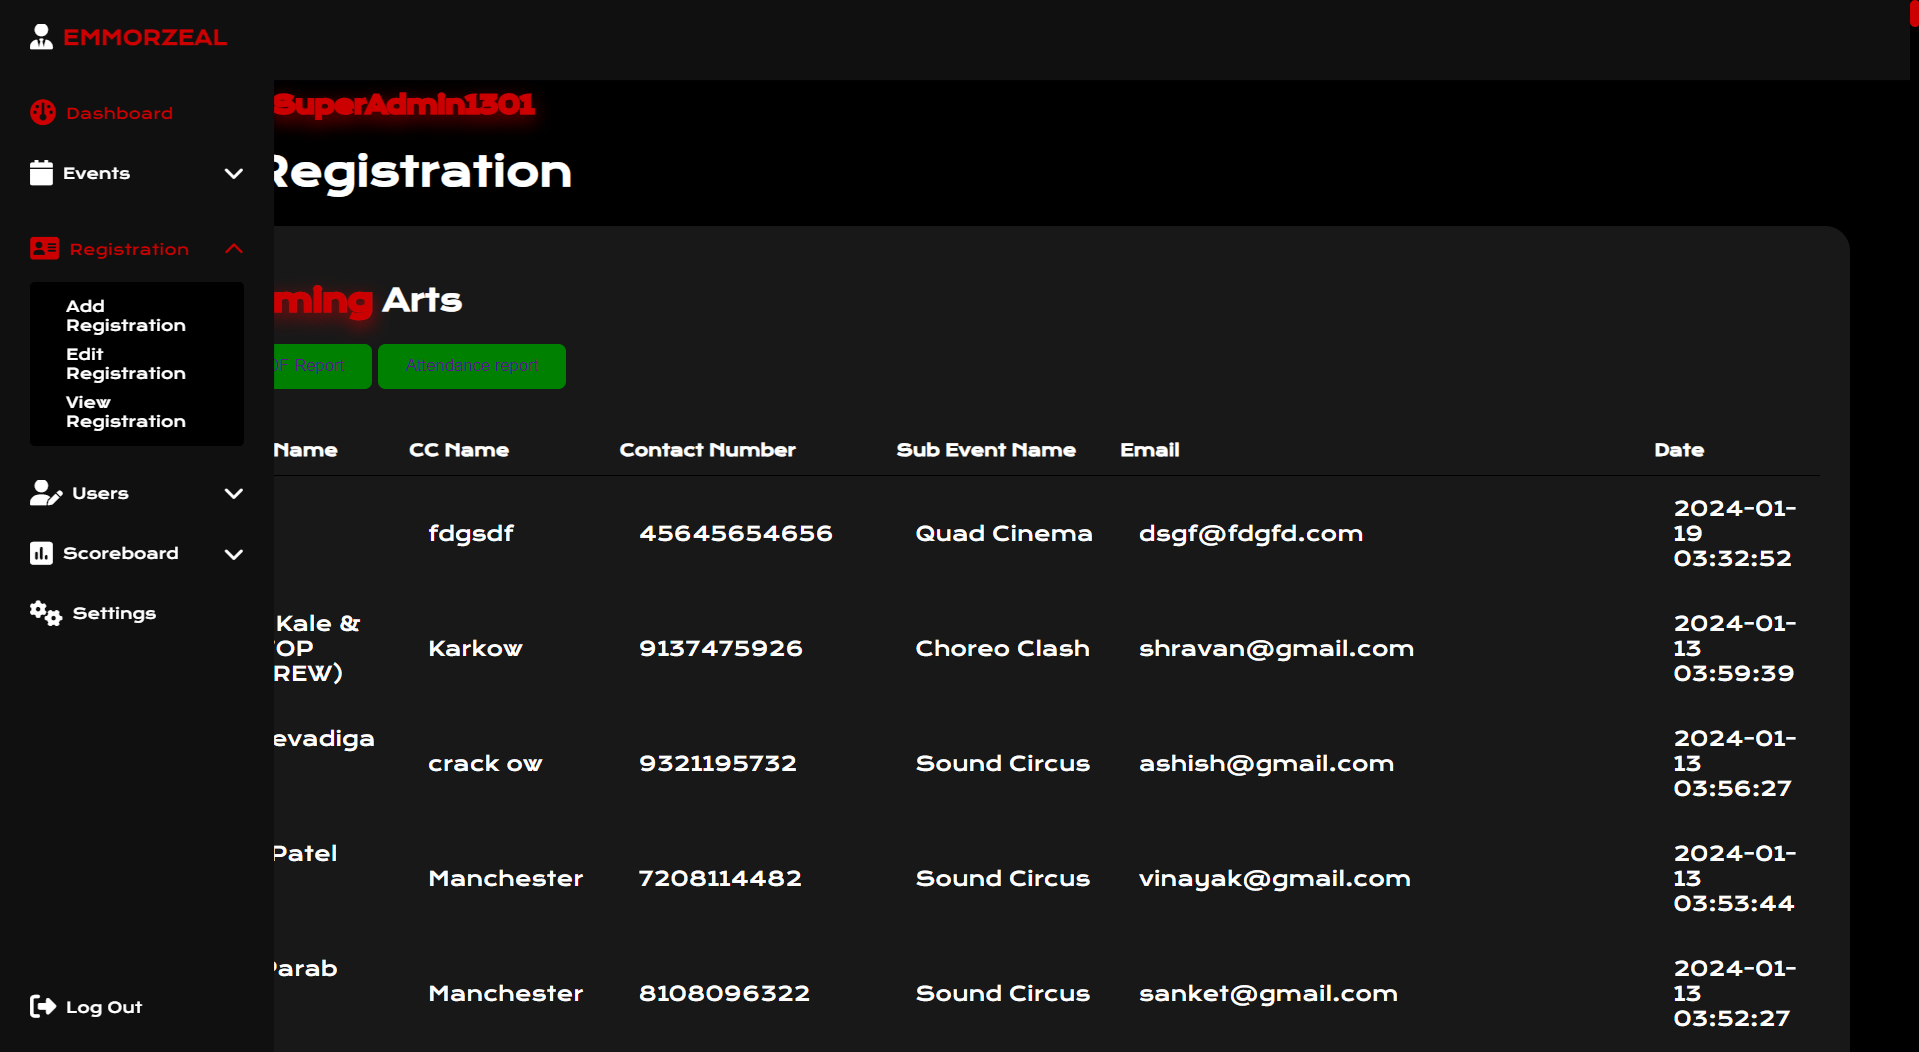 EMMORZEAL
Dashboard
Events
Registration
Add
Registration
Edit
Registration
View
Registration
Users
Scoreboard
Settings
Log Out
SuperAdmin1301
Registration
ming Arts
Report
Attendance report
Name CC Name Contact Number Sub Event Name Email Date
fdgsdf 45645654656 Quad Cinema dsgf@fdgfd.com 2024-01-
19
03:32:52
Kale &
OP
REW)
Karkow 9137475926 Choreo Clash shravan@gmail.com 2024-01-
13
03:59:39
evadiga
crack ow 9321195732 Sound Circus ashish@gmail.com 2024-01-
13
03:56:27
Patel
Manchester 7208114482 Sound Circus vinayak@gmail.com 2024-01-
13
03:53:44
Parab
Manchester 8108096322 Sound Circus sanket@gmail.com 2024-01-
13
03:52:27